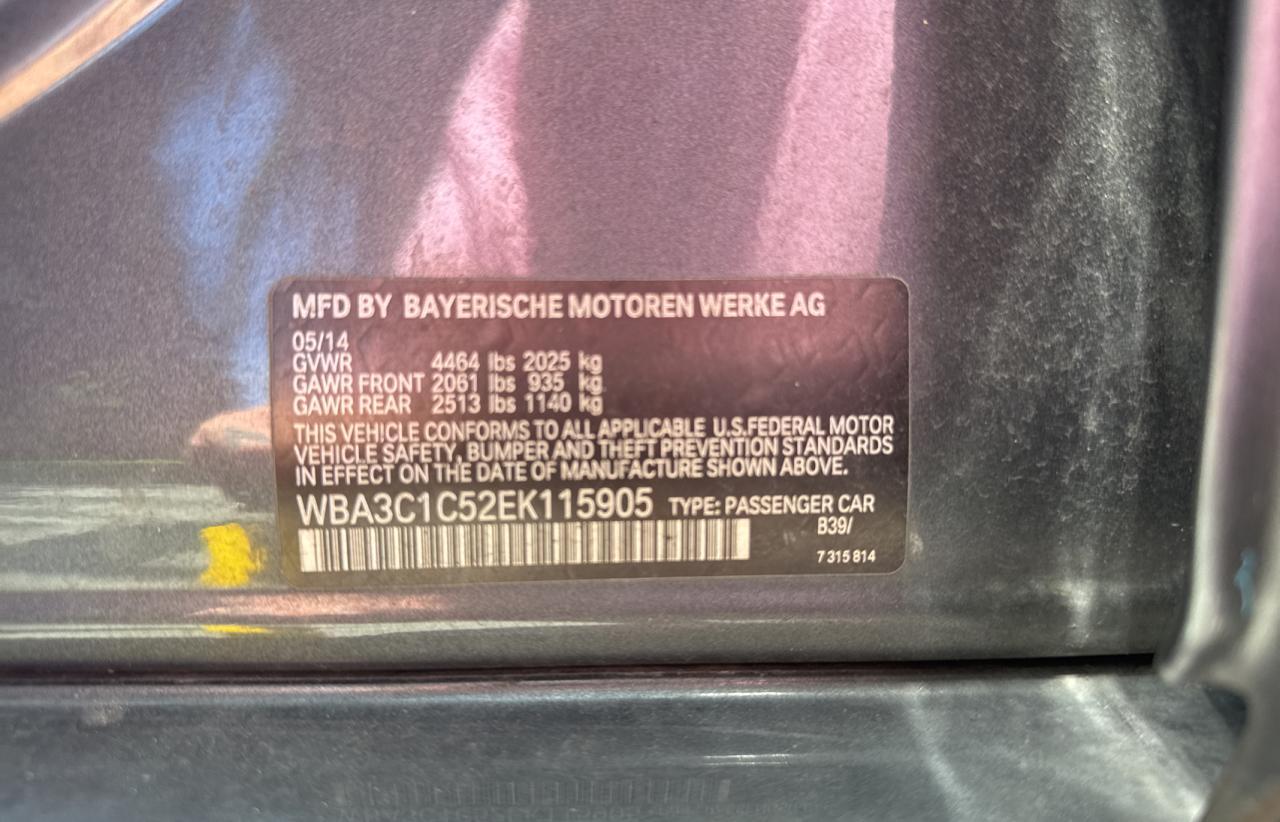 MFD BY BAYERISCHE MOTOREN WERKE AG
05/14
GVWR 4464 lbs 2025 kg
GAWR FRONT 2061 lbs 935 kg
GAWR REAR 2513 lbs 1140 kg
THIS VEHICLE CONFORMS TO ALL APPLICABLE U.S.FEDERAL MOTOR
VEHICLE SAFETY, BUMPER AND THEFT PREVENTION STANDARDS
IN EFFECT ON THE DATE OF MANUFACTURE SHOWN ABOVE.
WBA3C1C52EK115905 TYPE: PASSENGER CAR
B39/
7 315 814